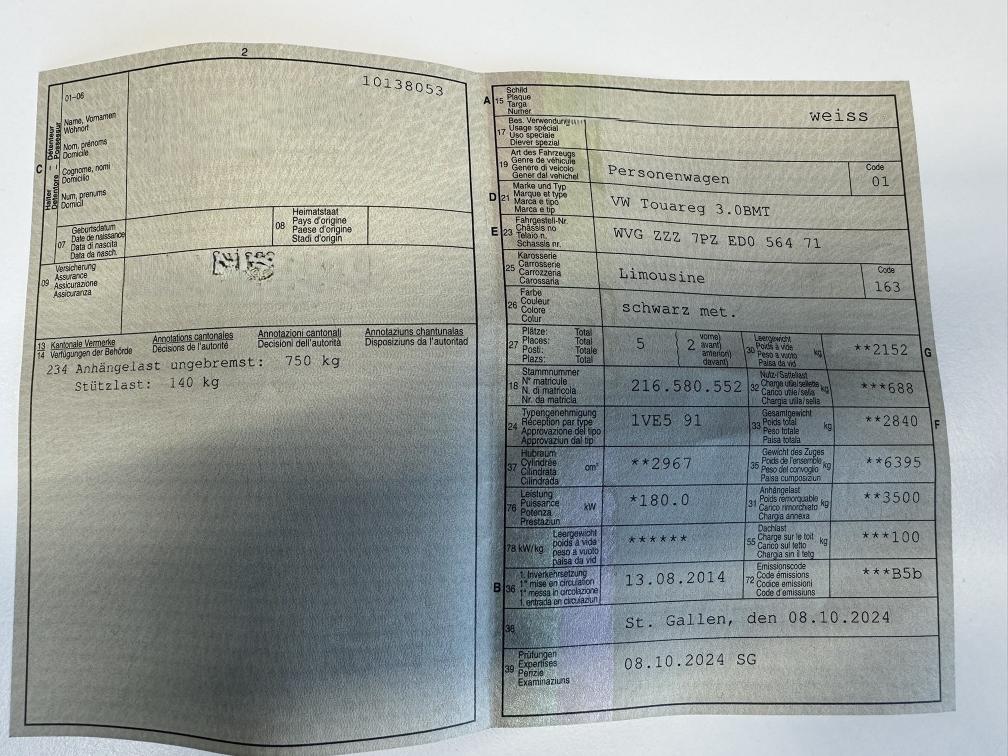 2
10138053
01–06
Name, Vornamen
Wohnort
Nom, prénoms
Domicile
Cognome, nomi
Domicilio
Num, prenums
Domicil
C
Halter Détenteur
Detentore Possessur
07
Geburtsdatum
Date de naissance
Data di nascita
Data da nasch.
08
Heimatstaat
Pays d'origine
Paese d'origine
Stadi d'origin
09
Versicherung
Assurance
Assicurazione
Assicuranza
13 Kantonale Vermerke Annotations cantonales Annotazioni cantonali Annotaziuns chantunalas
14 Verfügungen der Behörde Décisions de l'autorité Decisioni dell'autorità Disposiziuns da l'autoritad
234 Anhängelast ungebremst: 750 kg
Stützlast: 140 kg
A 15
Schild
Plaque
Targa
Numer
weiss
17
Bes. Verwendung
Usage spécial
Uso speciale
Diever spezial
19
Art des Fahrzeugs
Genre de véhicule
Genere di veicolo
Gener dal vehichel
Personenwagen
Code
01
D 21
Marke und Typ
Marque et type
Marca e tipo
Marca e tip
VW Touareg 3.0BMT
E 23
Fahrgestell-Nr.
Châssis no
Telaio n.
Schassis nr.
WVG ZZZ 7PZ ED0 564 71
25
Karosserie
Carrosserie
Carrozzeria
Carossaria
Limousine
Code
163
26
Farbe
Couleur
Colore
Colur
schwarz met.
27
Plätze: Total
Places: Total
Posti: Totale
Plazs: Total
5
2
vorne)
avant)
anteriori)
davant)
30
Leergewicht
Poids à vide
Peso a vuoto
Paisa da vid
kg
**2152
G
18
Stammnummer
N° matricule
N. di matricola
Nr. da matricla
216.580.552
32
Nutz-/Sattellast
Charge utile/sellette
Carico utile/sella
Chargia utila/sella
kg
***688
24
Typengenehmigung
Réception par type
Approvazione del tipo
Approvaziun dal tip
1VE5 91
33
Gesamtgewicht
Poids total
Peso totale
Paisa totala
kg
**2840
F
37
Hubraum
Cylindrée
Cilindrata
Cilindrada
cm³
**2967
35
Gewicht des Zuges
Poids de l'ensemble
Peso del convoglio
Paisa cumposiziun
kg
**6395
76
Leistung
Puissance
Potenza
Prestaziun
kW
*180.0
31
Anhängelast
Poids remorquable
Carico rimorchiato
Chargia annexa
kg
**3500
78 kW/kg
Leergewicht
poids à vide
peso a vuoto
paisa da vid
******
55
Dachlast
Charge sur le toit
Carico sul tetto
Chargia sin il tetg
kg
***100
B 36
1. Inverkehrsetzung
1re mise en circulation
1a messa in circolazione
1. entrada en circulaziun
13.08.2014
72
Emissionscode
Code émissions
Codice emissioni
Code d'emissiuns
***B5b
38
St. Gallen, den 08.10.2024
39
Prüfungen
Expertises
Perizie
Examinaziuns
08.10.2024 SG